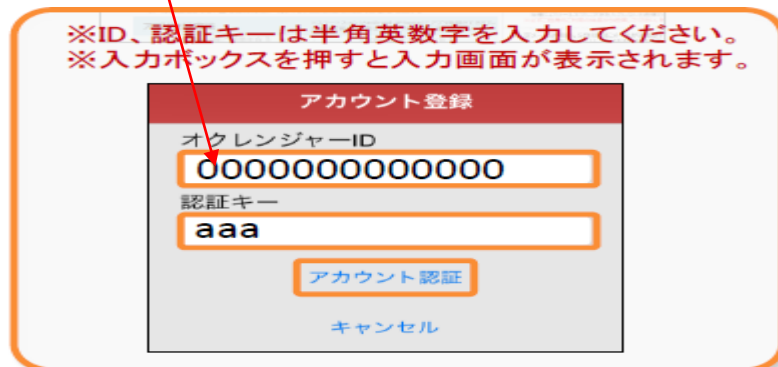 ※ID、認証キーは半角英数字を入力してください。
※入力ボックスを押すと入力画面が表示されます。
アカウント登録
オクレンジャーID
0000000000000
認証キー
aaa
アカウント認証
キャンセル